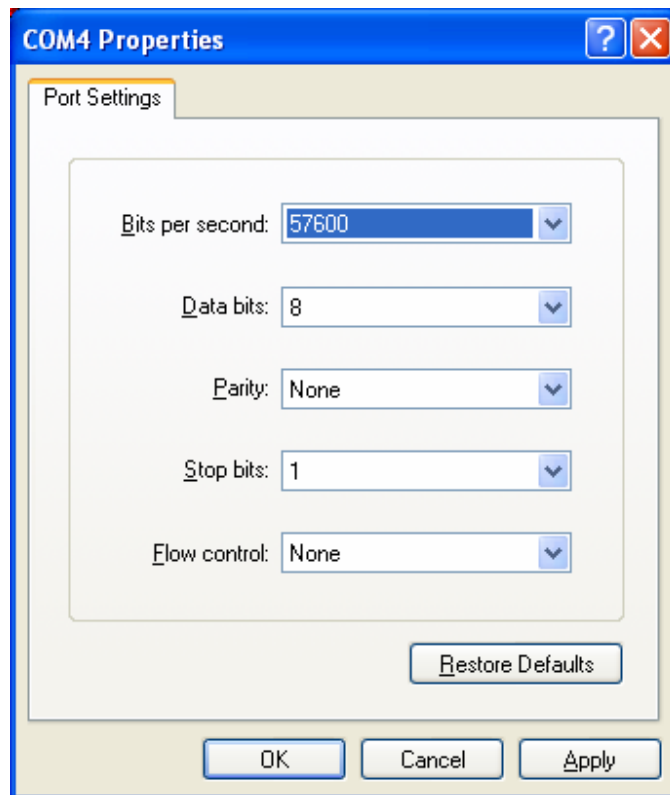 COM4 Properties
Port Settings
Bits per second: 57600
Data bits: 8
Parity: None
Stop bits: 1
Flow control: None
Restore Defaults
OK Cancel Apply